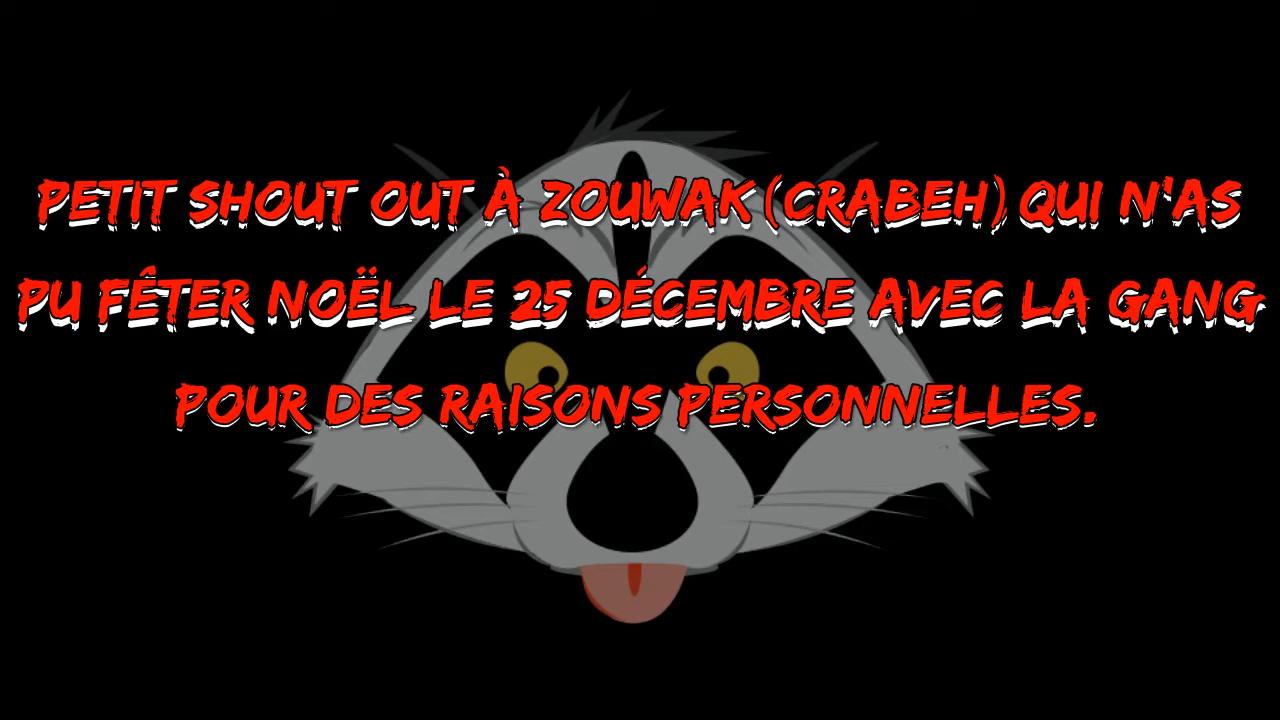 PETIT SHOUT OUT À ZOUWAK (CRABEH) QUI N'AS
PU FÊTER NOËL LE 25 DÉCEMBRE AVEC LA GANG
POUR DES RAISONS PERSONNELLES.